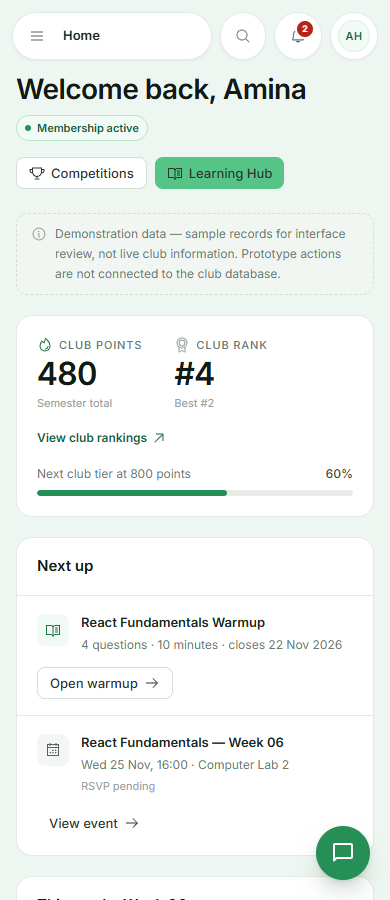 Home
2
AH
Welcome back, Amina
Membership active
Competitions
Learning Hub
Demonstration data — sample records for interface
review, not live club information. Prototype actions
are not connected to the club database.
CLUB POINTS
CLUB RANK
480
#4
Semester total
Best #2
View club rankings
Next club tier at 800 points
60%
Next up
React Fundamentals Warmup
4 questions · 10 minutes · closes 22 Nov 2026
Open warmup
React Fundamentals — Week 06
Wed 25 Nov, 16:00 · Computer Lab 2
RSVP pending
View event